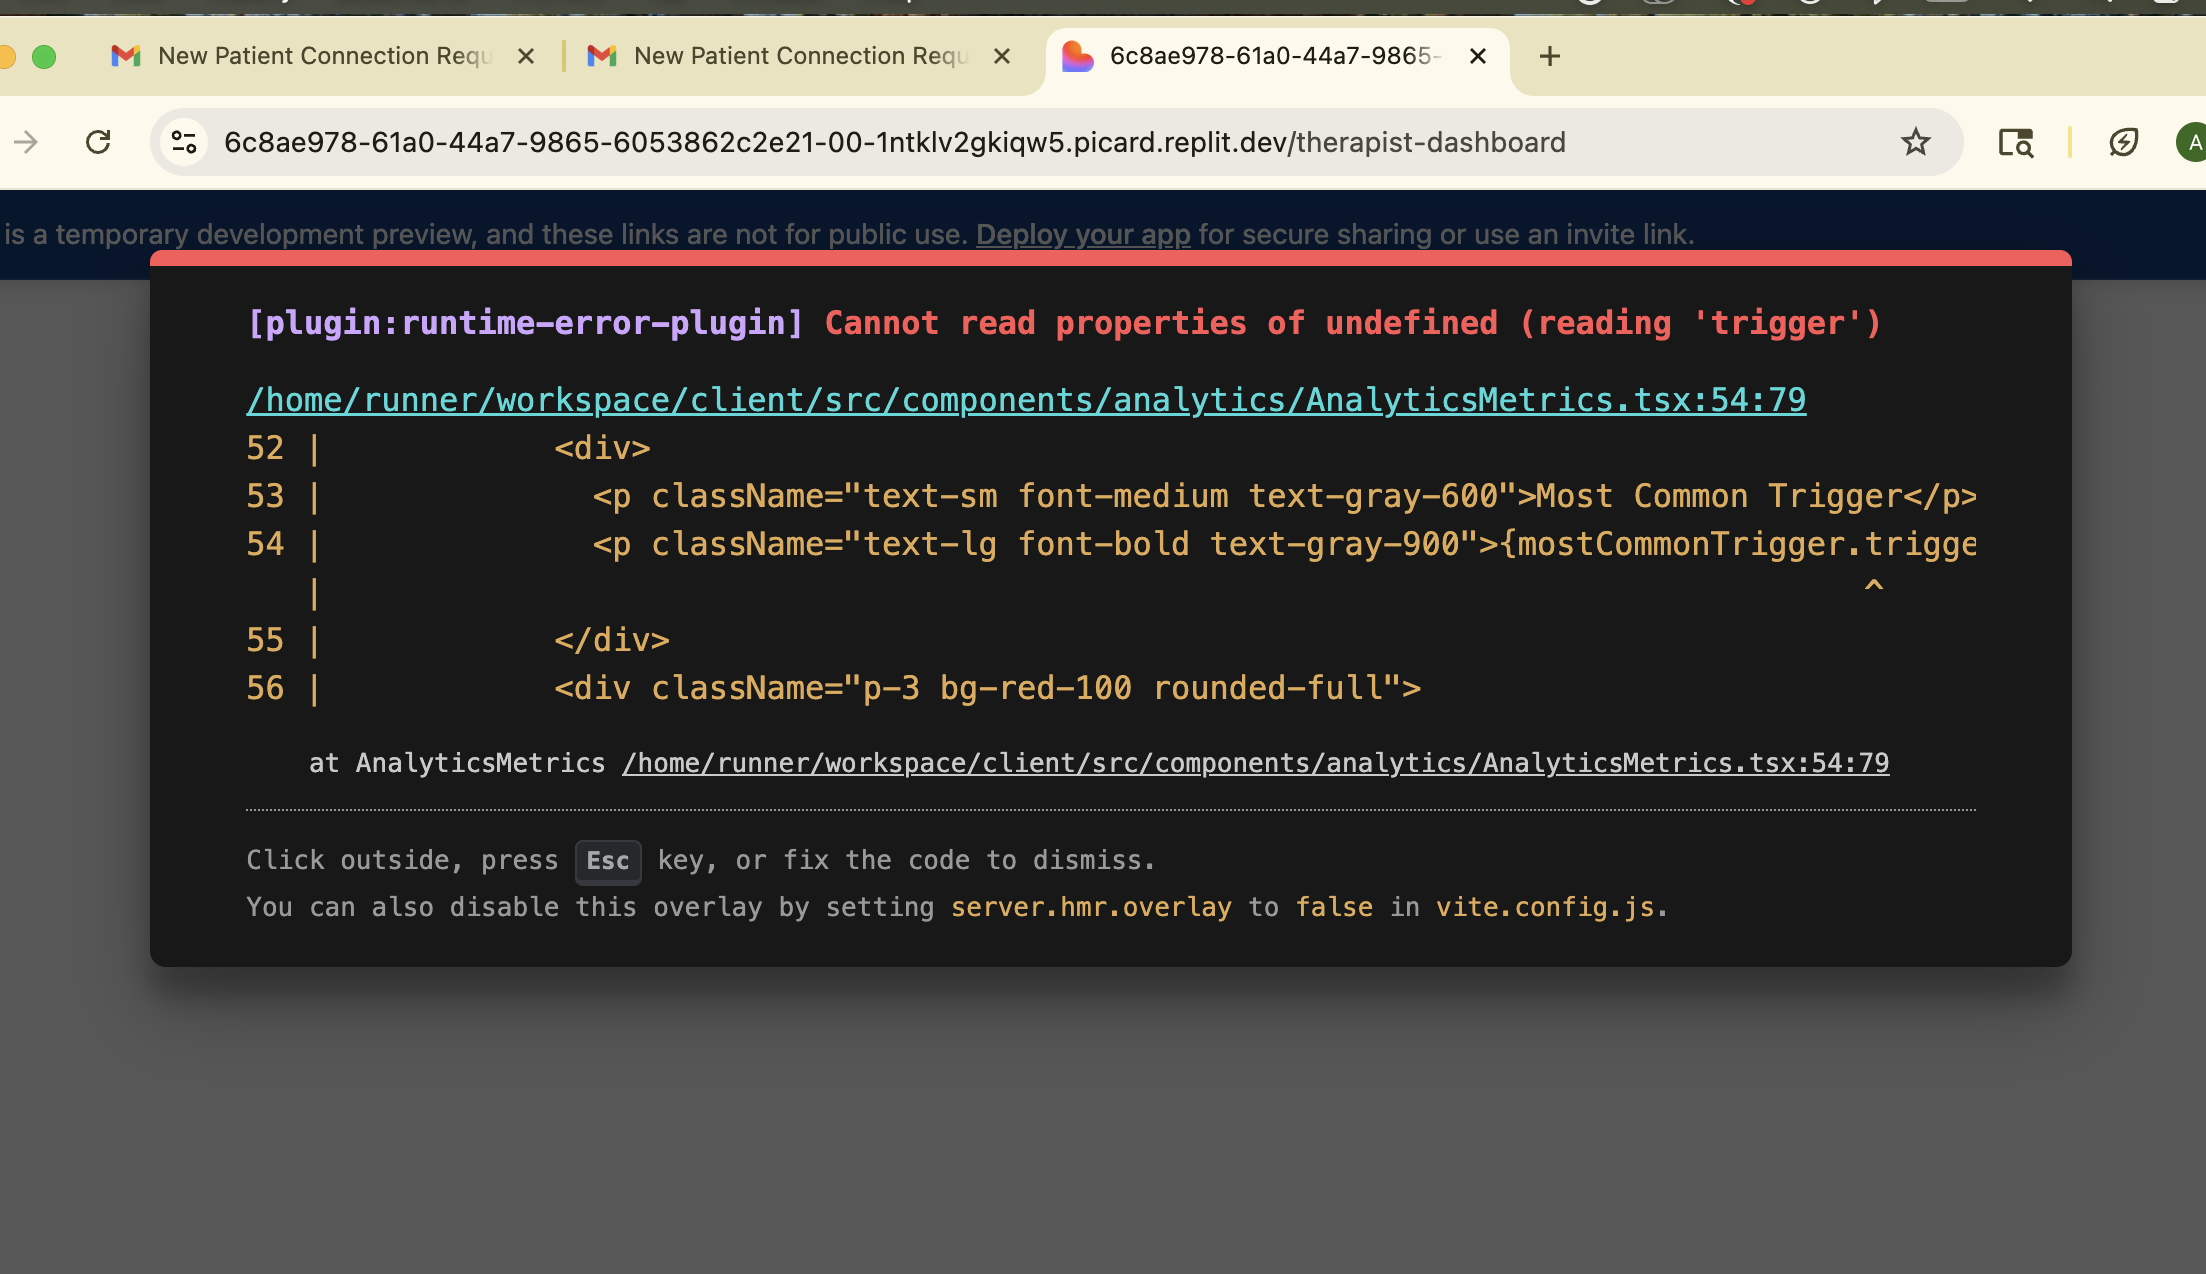 New Patient Connection Requ
New Patient Connection Requ
6c8ae978-61a0-44a7-9865-
6c8ae978-61a0-44a7-9865-6053862c2e21-00-1ntklv2gkiqw5.picard.replit.dev/therapist-dashboard
A
is a temporary development preview, and these links are not for public use. Deploy your app for secure sharing or use an invite link.
[plugin:runtime-error-plugin] Cannot read properties of undefined (reading 'trigger')
/home/runner/workspace/client/src/components/analytics/AnalyticsMetrics.tsx:54:79
52 |            <div>
53 |              <p className="text-sm font-medium text-gray-600">Most Common Trigger</p>
54 |              <p className="text-lg font-bold text-gray-900">{mostCommonTrigger.trigge
|                                                                                 ^
55 |            </div>
56 |            <div className="p-3 bg-red-100 rounded-full">
at AnalyticsMetrics /home/runner/workspace/client/src/components/analytics/AnalyticsMetrics.tsx:54:79
Click outside, press Esc key, or fix the code to dismiss.
You can also disable this overlay by setting server.hmr.overlay to false in vite.config.js.